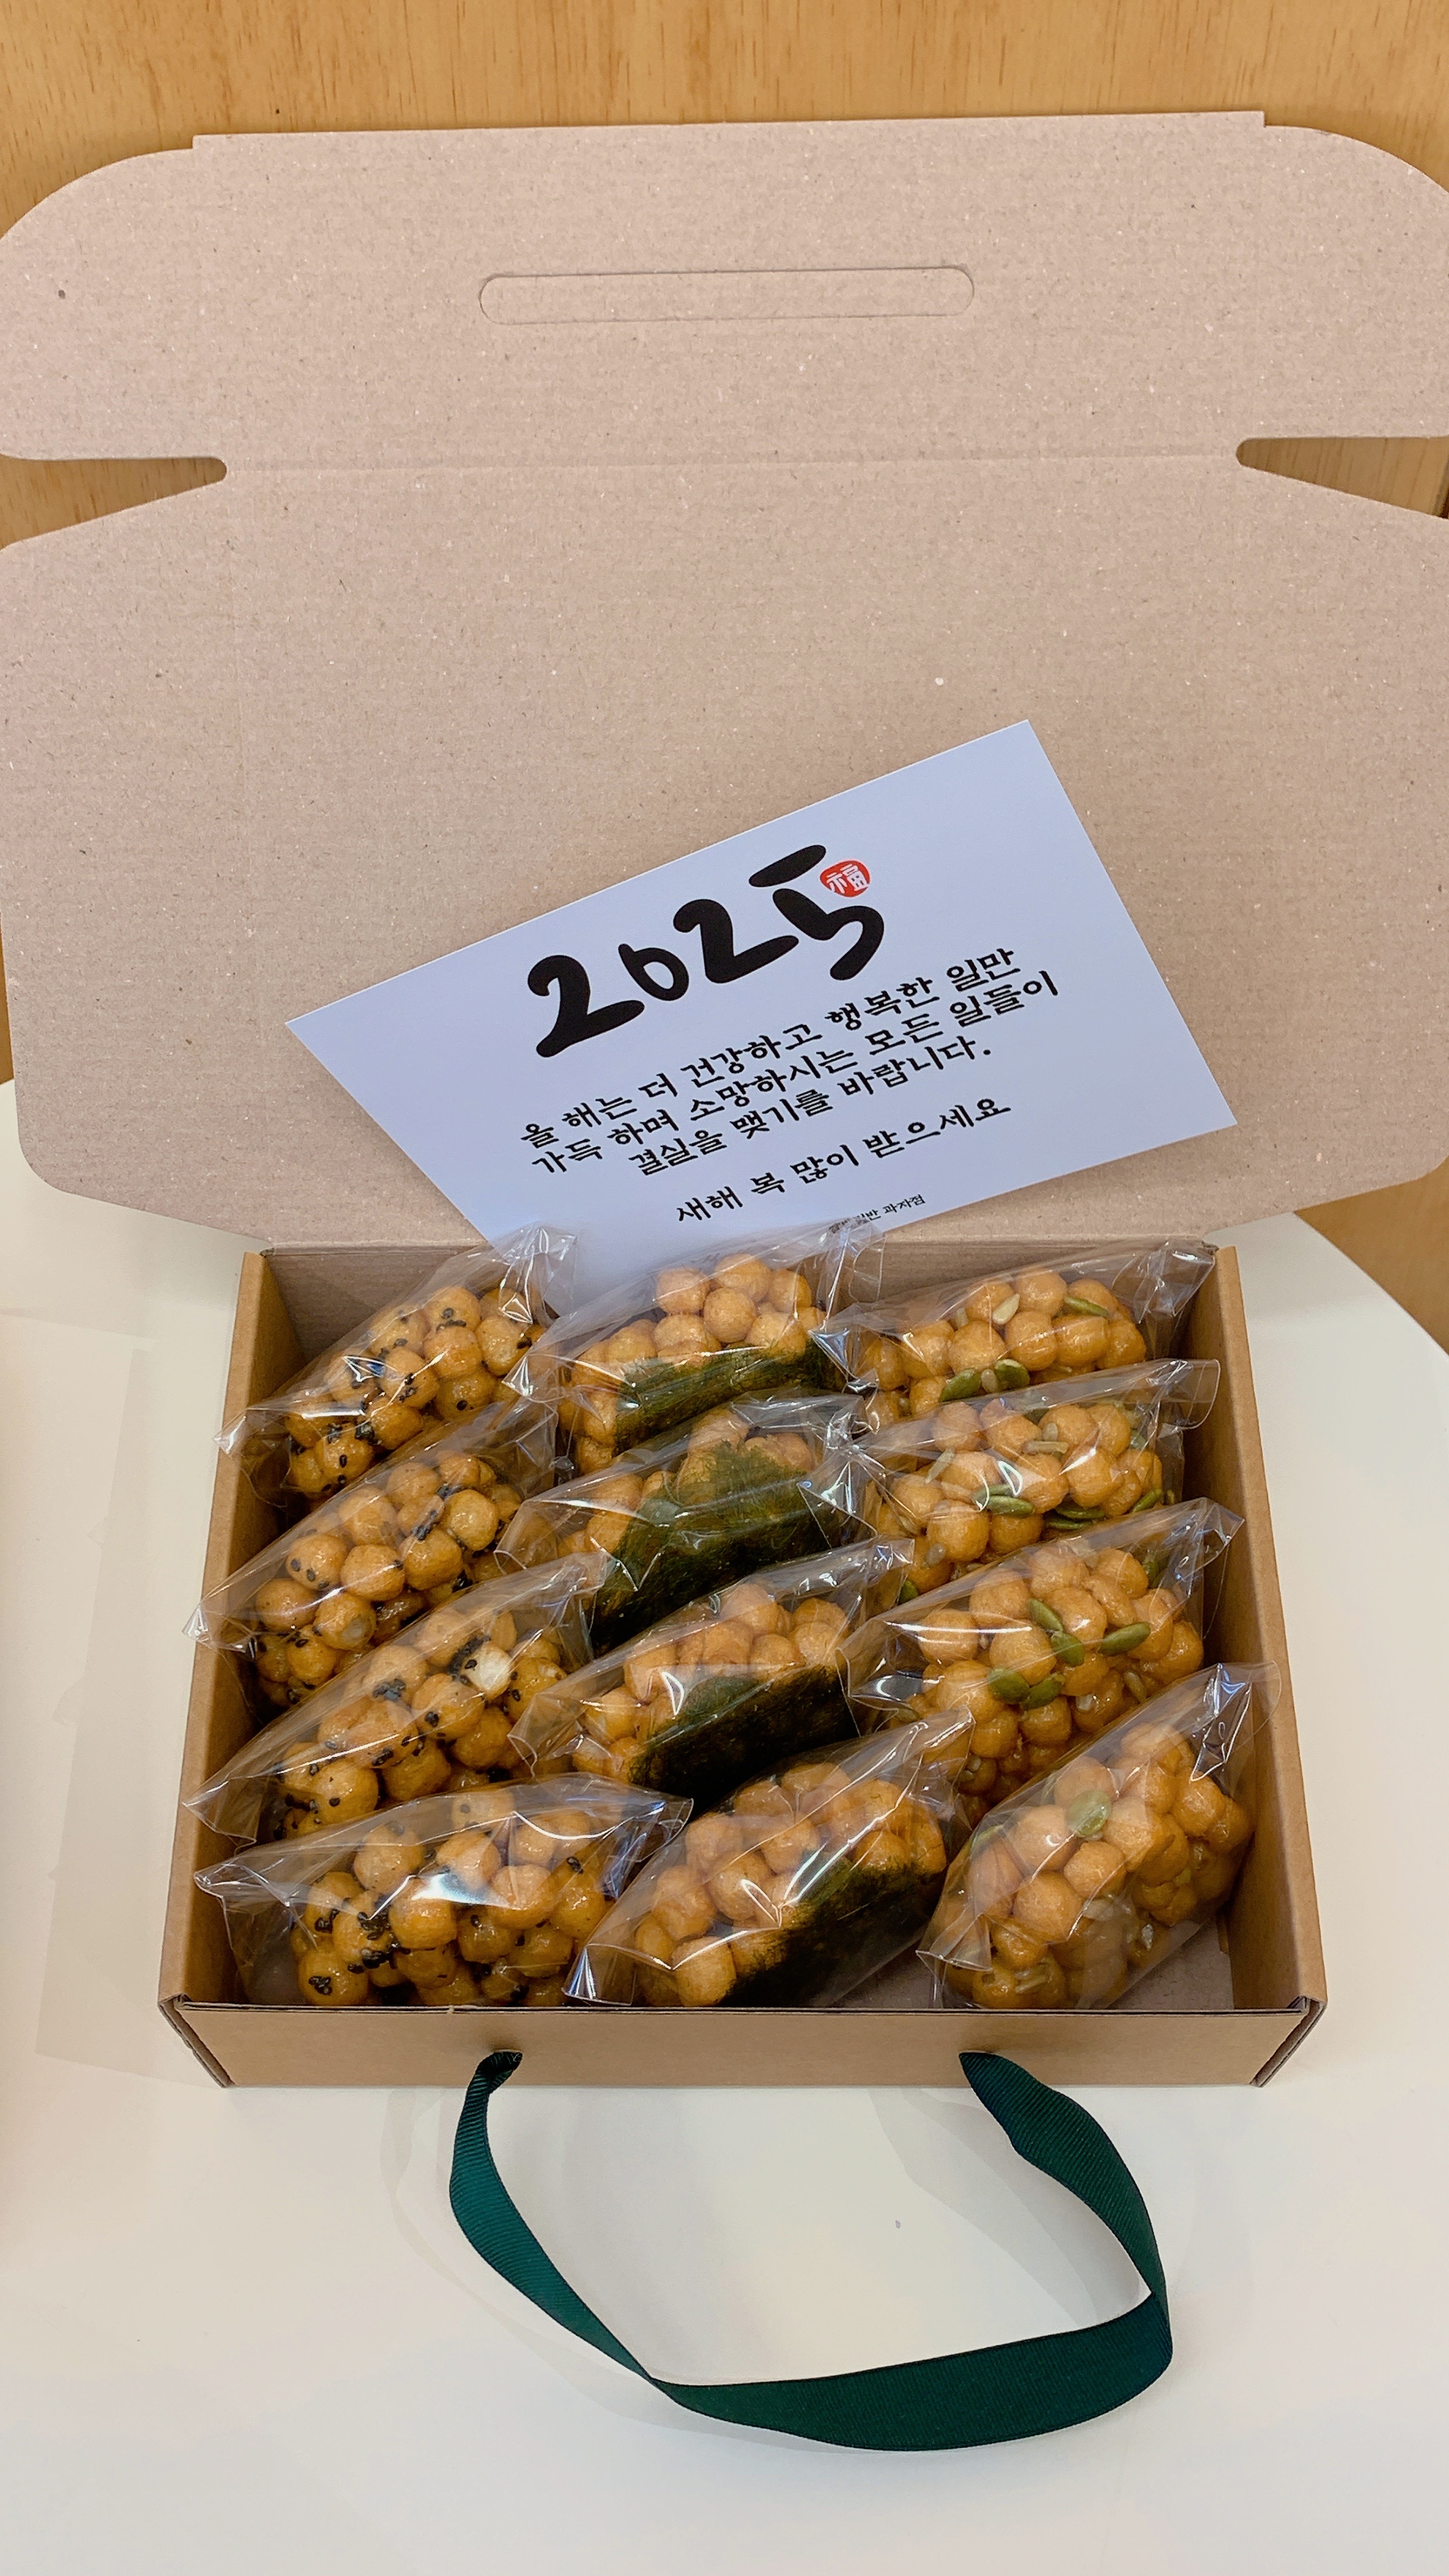 2025
福
올 해는 더 건강하고 행복한 일만
가득 하며 소망하시는 모든 일들이
결실을 맺기를 바랍니다.
새해 복 많이 받으세요
과자점